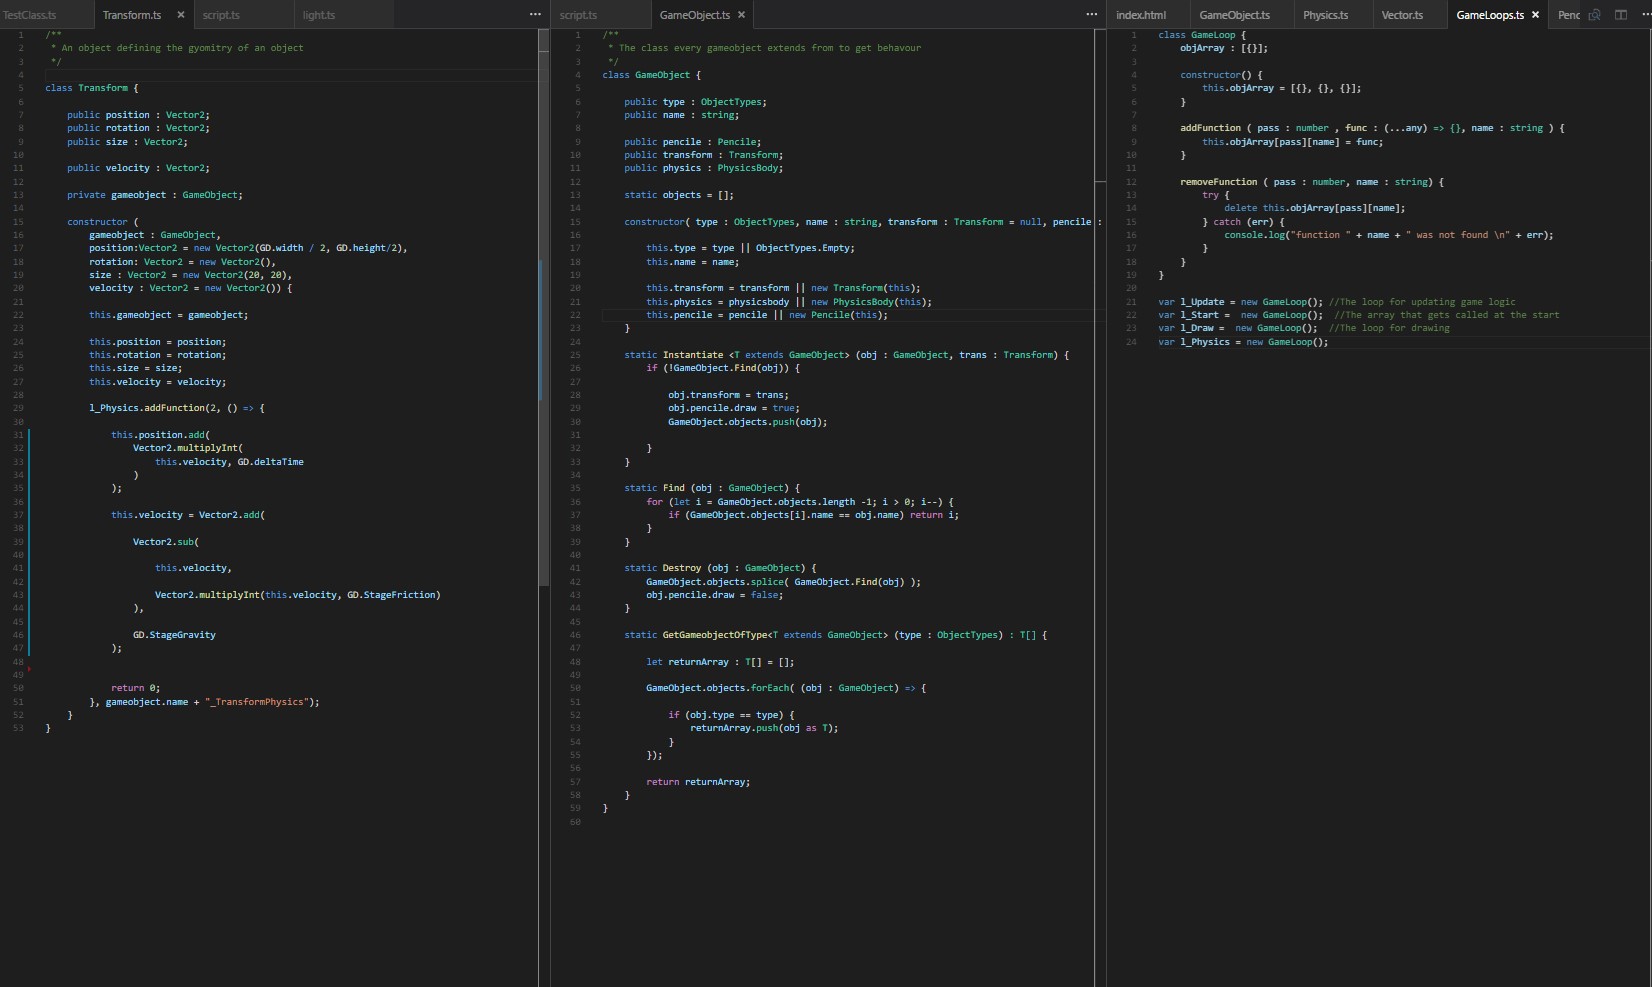 TestClass.ts Transform.ts × script.ts light.ts ···
1 /**
2 * An object defining the gyomitry of an object
3 */
4
5 class Transform {
6
7 public position : Vector2;
8 public rotation : Vector2;
9 public size : Vector2;
10
11 public velocity : Vector2;
12
13 private gameobject : GameObject;
14
15 constructor (
16 gameobject : GameObject,
17 position:Vector2 = new Vector2(GD.width / 2, GD.height/2),
18 rotation: Vector2 = new Vector2(),
19 size : Vector2 = new Vector2(20, 20),
20 velocity : Vector2 = new Vector2()) {
21
22 this.gameobject = gameobject;
23
24 this.position = position;
25 this.rotation = rotation;
26 this.size = size;
27 this.velocity = velocity;
28
29 l_Physics.addFunction(2, () => {
30
31 this.position.add(
32 Vector2.multiplyInt(
33 this.velocity, GD.deltaTime
34 )
35 );
36
37 this.velocity = Vector2.add(
38
39 Vector2.sub(
40
41 this.velocity,
42
43 Vector2.multiplyInt(this.velocity, GD.StageFriction)
44 ),
45
46 GD.StageGravity
47 );
48
49
50 return 0;
51 }, gameobject.name + "_TransformPhysics");
52 }
53 }
script.ts GameObject.ts × ···
1 /**
2 * The class every gameobject extends from to get behavour
3 */
4 class GameObject {
5
6 public type : ObjectTypes;
7 public name : string;
8
9 public pencile : Pencile;
10 public transform : Transform;
11 public physics : PhysicsBody;
12
13 static objects = [];
14
15 constructor( type : ObjectTypes, name : string, transform : Transform = null, pencile :
16
17 this.type = type || ObjectTypes.Empty;
18 this.name = name;
19
20 this.transform = transform || new Transform(this);
21 this.physics = physicsbody || new PhysicsBody(this);
22 this.pencile = pencile || new Pencile(this);
23 }
24
25 static Instantiate <T extends GameObject> (obj : GameObject, trans : Transform) {
26 if (!GameObject.Find(obj)) {
27
28 obj.transform = trans;
29 obj.pencile.draw = true;
30 GameObject.objects.push(obj);
31
32 }
33 }
34
35 static Find (obj : GameObject) {
36 for (let i = GameObject.objects.length -1; i > 0; i--) {
37 if (GameObject.objects[i].name == obj.name) return i;
38 }
39 }
40
41 static Destroy (obj : GameObject) {
42 GameObject.objects.splice( GameObject.Find(obj) );
43 obj.pencile.draw = false;
44 }
45
46 static GetGameobjectOfType<T extends GameObject> (type : ObjectTypes) : T[] {
47
48 let returnArray : T[] = [];
49
50 GameObject.objects.forEach( (obj : GameObject) => {
51
52 if (obj.type == type) {
53 returnArray.push(obj as T);
54 }
55 });
56
57 return returnArray;
58 }
59 }
60
index.html GameObject.ts Physics.ts Vector.ts GameLoops.ts × Penc ···
1 class GameLoop {
2 objArray : [{}];
3
4 constructor() {
5 this.objArray = [{}, {}, {}];
6 }
7
8 addFunction ( pass : number , func : (...any) => {}, name : string ) {
9 this.objArray[pass][name] = func;
10 }
11
12 removeFunction ( pass : number, name : string) {
13 try {
14 delete this.objArray[pass][name];
15 } catch (err) {
16 console.log("function " + name + " was not found \n" + err);
17 }
18 }
19 }
20
21 var l_Update = new GameLoop(); //The loop for updating game logic
22 var l_Start = new GameLoop(); //The array that gets called at the start
23 var l_Draw = new GameLoop(); //The loop for drawing
24 var l_Physics = new GameLoop();